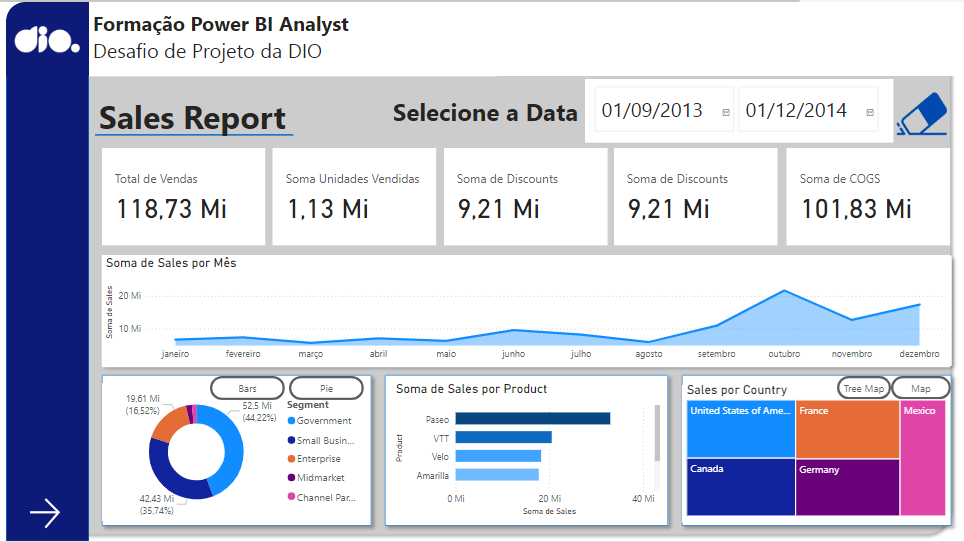 dio.
Formação Power BI Analyst
Desafio de Projeto da DIO
Sales Report
Selecione a Data
01/09/2013
01/12/2014
Total de Vendas
118,73 Mi
Soma Unidades Vendidas
1,13 Mi
Soma de Discounts
9,21 Mi
Soma de Discounts
9,21 Mi
Soma de COGS
101,83 Mi
Soma de Sales por Mês
Soma de Sales
20 Mi
10 Mi
janeiro fevereiro março abril maio junho julho agosto setembro outubro novembro dezembro
Bars
Pie
19,61 Mi
(16,52%)
52,5 Mi
(44,22%)
42,43 Mi
(35,74%)
Segment
Government
Small Busin...
Enterprise
Midmarket
Channel Par...
Soma de Sales por Product
Product
Paseo
VTT
Velo
Amarilla
0 Mi 20 Mi 40 Mi
Soma de Sales
Sales por Country
Tree Map
Map
United States of Ame...
France
Mexico
Canada
Germany